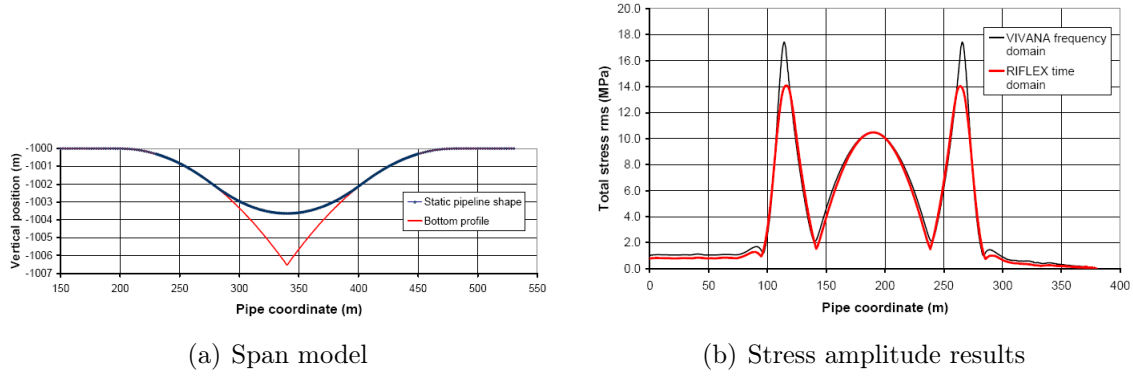 -1000
-1001
-1002
-1003
-1004
-1005
-1006
-1007
Vertical position (m)
150 200 250 300 350 400 450 500 550
Pipe coordinate (m)
Static pipeline shape
Bottom profile
(a) Span model
20.0
18.0
16.0
14.0
12.0
10.0
8.0
6.0
4.0
2.0
0.0
Total stress rms (MPa)
0 50 100 150 200 250 300 350 400
Pipe coordinate (m)
VIVANA frequency
domain
RIFLEX time
domain
(b) Stress amplitude results